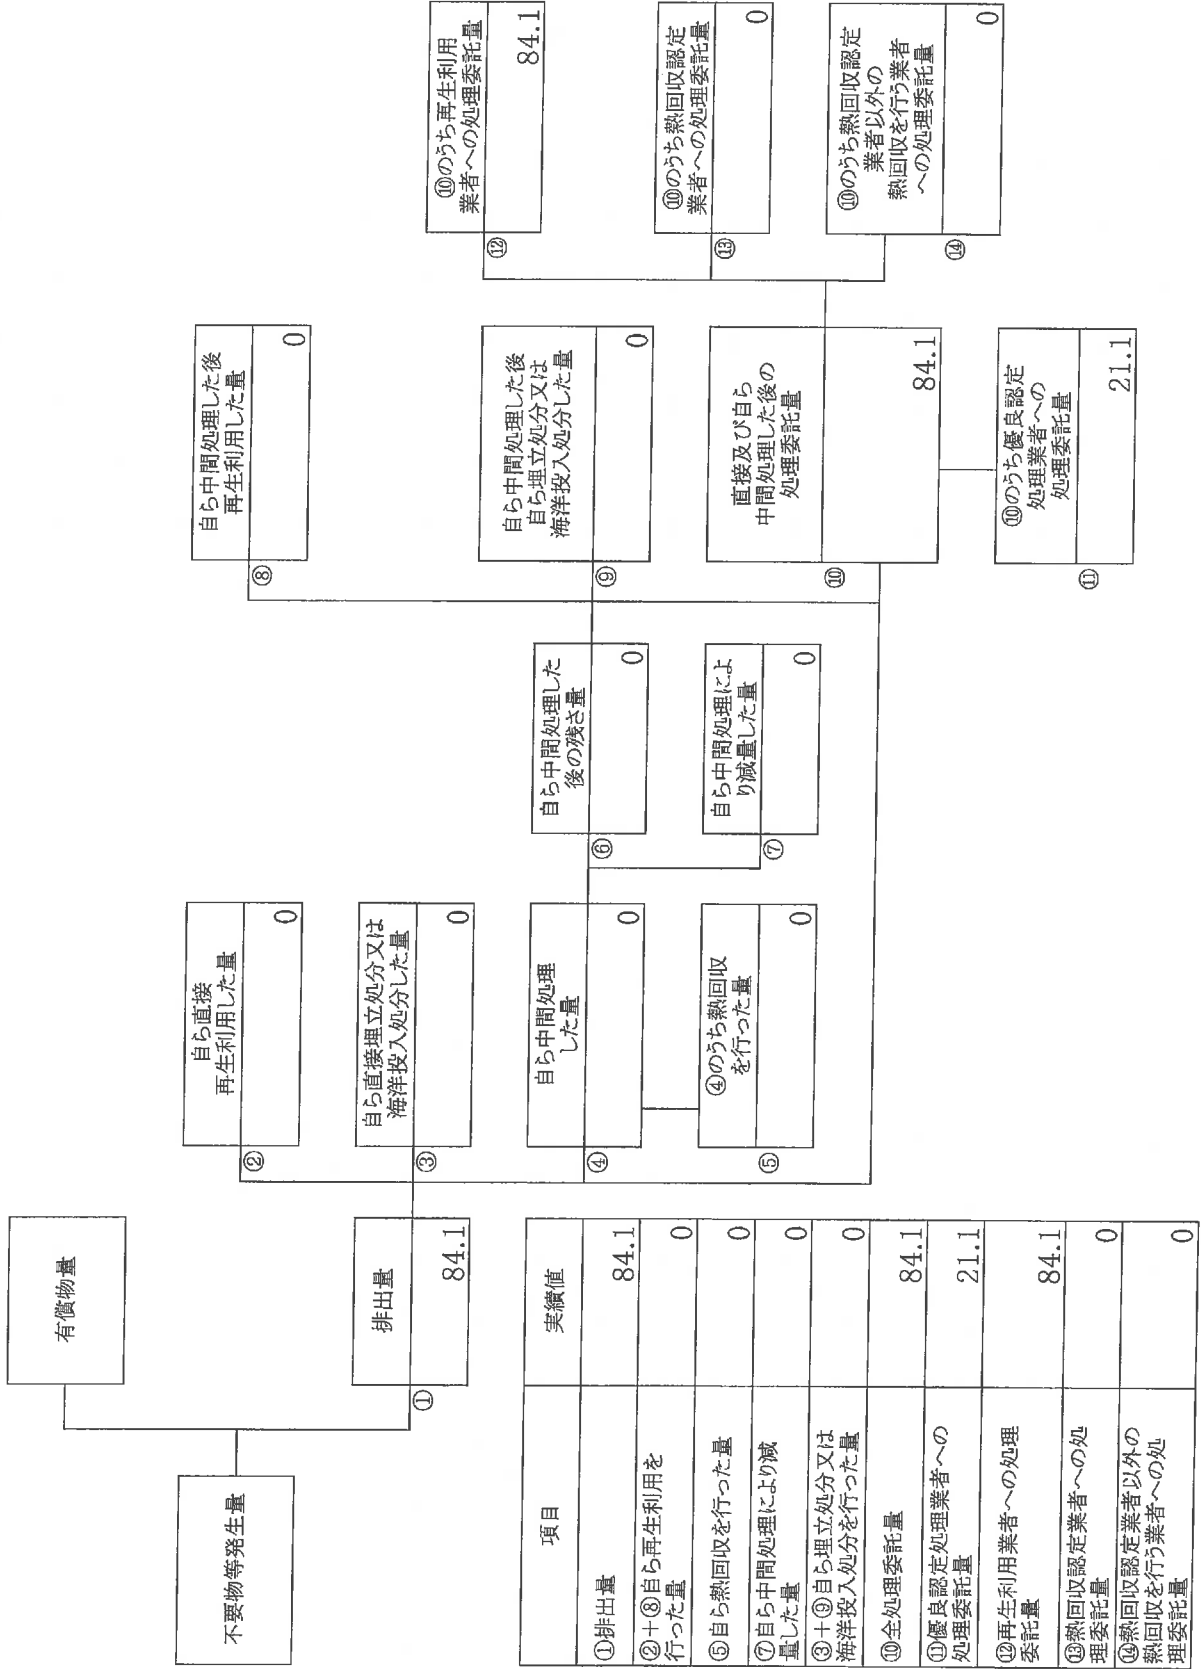 不要物等発生量
有償物量
①
排出量
84.1
②
自ら直接
再生利用した量
0
③
自ら直接埋立処分又は
海洋投入処分した量
0
④
自ら中間処理
した量
0
⑤
④のうち熱回収
を行った量
0
⑥
自ら中間処理した
後の残さ量
0
⑦
自ら中間処理によ
り減量した量
0
⑧
自ら中間処理した後
再生利用した量
0
⑨
自ら中間処理した後
自ら埋立処分又は
海洋投入処分した量
0
⑩
直接及び自ら
中間処理した後の
処理委託量
84.1
⑪
⑩のうち優良認定
処理業者への
処理委託量
21.1
⑫
⑩のうち再生利用
業者への処理委託量
84.1
⑬
⑩のうち熱回収認定
業者への処理委託量
0
⑭
⑩のうち熱回収認定
業者以外の
熱回収を行う業者
への処理委託量
0
項目
実績値
①排出量
84.1
②+⑧自ら再生利用を
行った量
0
⑤自ら熱回収を行った量
0
⑦自ら中間処理により減
量した量
0
③+⑨自ら埋立処分又は
海洋投入処分を行った量
0
⑩全処理委託量
84.1
⑪優良認定処理業者への
処理委託量
21.1
⑫再生利用業者への処理
委託量
84.1
⑬熱回収認定業者への処
理委託量
0
⑭熱回収認定業者以外の
熱回収を行う業者への処
理委託量
0